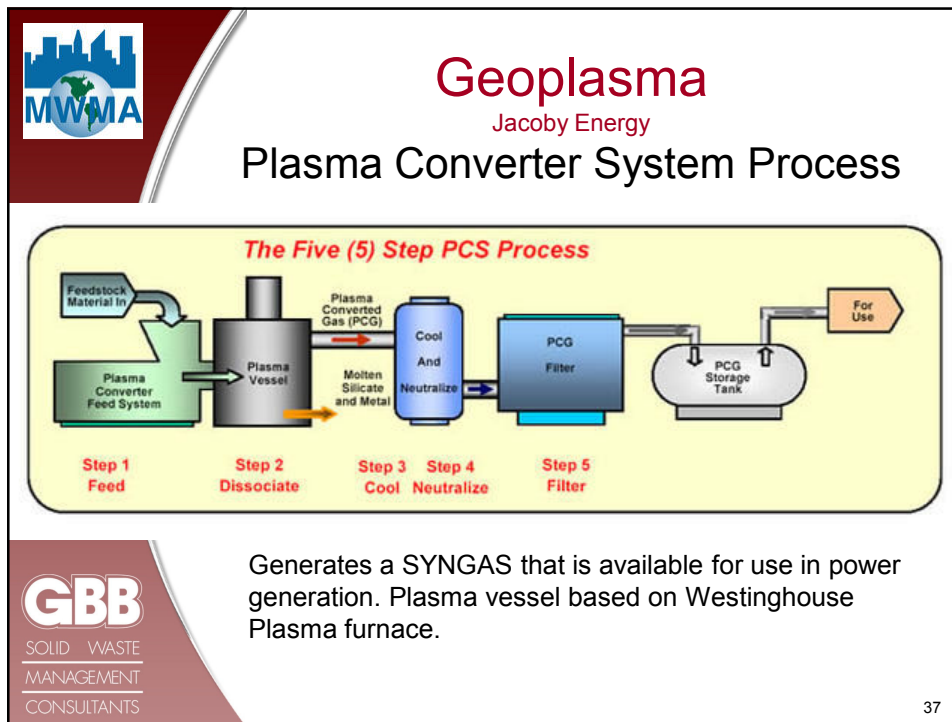 MWMA
Geoplasma
Jacoby Energy
Plasma Converter System Process
The Five (5) Step PCS Process
Feedstock
Material In
Plasma
Converter
Feed System
Plasma
Vessel
Plasma
Converted
Gas (PCG)
Molten
Silicate
and Metal
Cool
And
Neutralize
PCG
Filter
PCG
Storage
Tank
For
Use
Step 1
Feed
Step 2
Dissociate
Step 3
Cool
Step 4
Neutralize
Step 5
Filter
Generates a SYNGAS that is available for use in power
generation. Plasma vessel based on Westinghouse
Plasma furnace.
GBB
SOLID WASTE
MANAGEMENT
CONSULTANTS
37